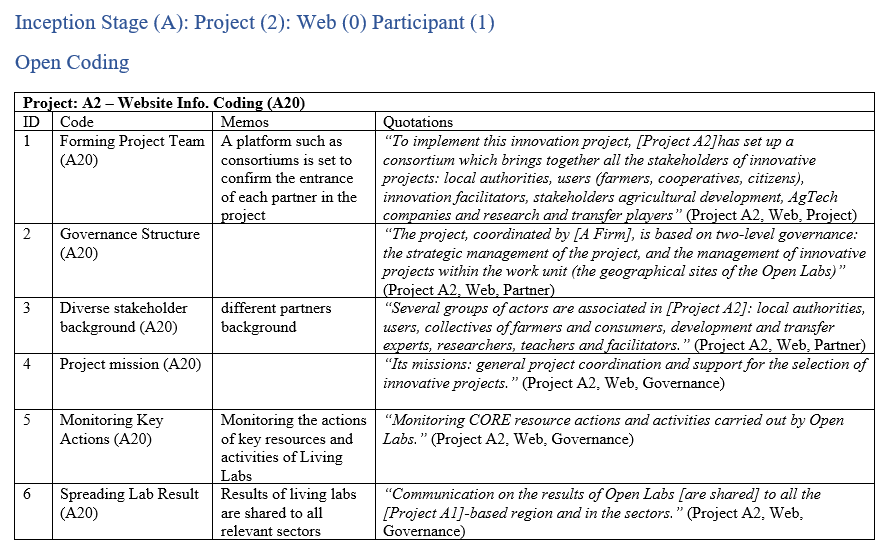 Inception Stage (A): Project (2): Web (0) Participant (1)
Open Coding
Project: A2 – Website Info. Coding (A20)
ID Code Memos Quotations
1 Forming Project Team (A20) A platform such as consortiums is set to confirm the entrance of each partner in the project “To implement this innovation project, [Project A2]has set up a consortium which brings together all the stakeholders of innovative projects: local authorities, users (farmers, cooperatives, citizens), innovation facilitators, stakeholders agricultural development, AgTech companies and research and transfer players” (Project A2, Web, Project)
2 Governance Structure (A20) “The project, coordinated by [A Firm], is based on two-level governance: the strategic management of the project, and the management of innovative projects within the work unit (the geographical sites of the Open Labs)” (Project A2, Web, Partner)
3 Diverse stakeholder background (A20) different partners background “Several groups of actors are associated in [Project A2]: local authorities, users, collectives of farmers and consumers, development and transfer experts, researchers, teachers and facilitators.” (Project A2, Web, Partner)
4 Project mission (A20) “Its missions: general project coordination and support for the selection of innovative projects.” (Project A2, Web, Governance)
5 Monitoring Key Actions (A20) Monitoring the actions of key resources and activities of Living Labs “Monitoring CORE resource actions and activities carried out by Open Labs.” (Project A2, Web, Governance)
6 Spreading Lab Result (A20) Results of living labs are shared to all relevant sectors “Communication on the results of Open Labs [are shared] to all the [Project A1]-based region and in the sectors.” (Project A2, Web, Governance)